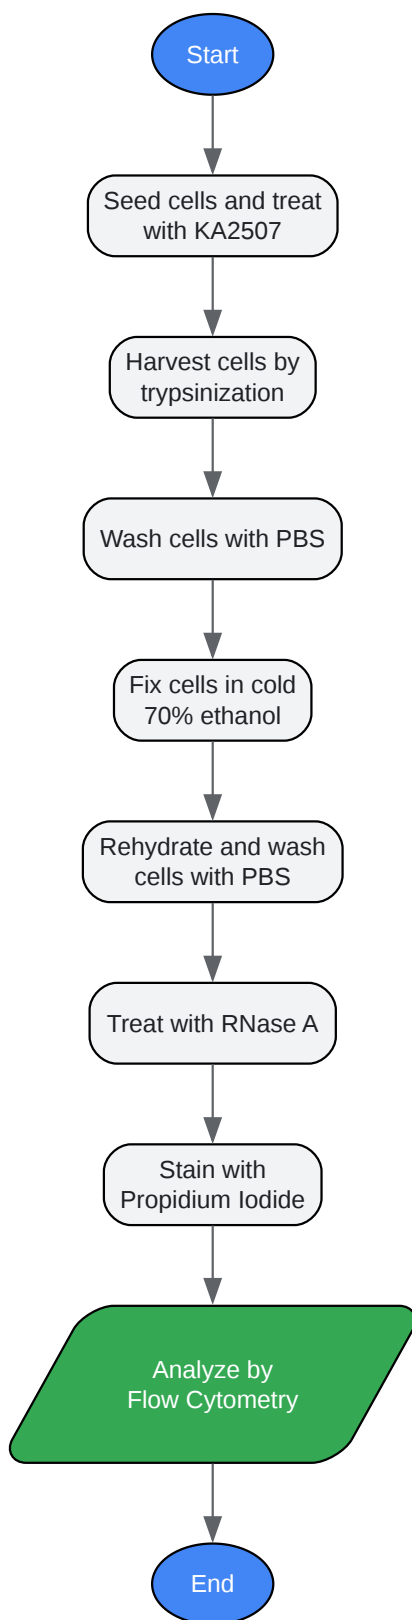 Start
Seed cells and treat
with KA2507
Harvest cells by
trypsinization
Wash cells with PBS
Fix cells in cold
70% ethanol
Rehydrate and wash
cells with PBS
Treat with RNase A
Stain with
Propidium Iodide
Analyze by
Flow Cytometry
End